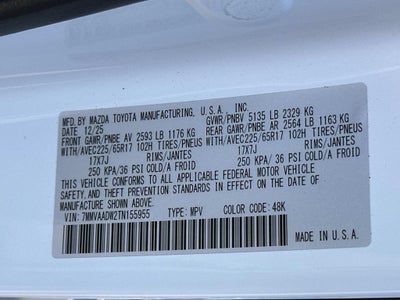 MFD. BY MAZDA TOYOTA MANUFACTURING, U.S.A., INC.
DATE 12/25 GVWR/PNBV 5135 LB 2329 KG
FRONT GAWR/PNBE AV 2593 LB 1176 KG REAR GAWR/PNBE AR 2564 LB 1163 KG
WITH/AVEC225/65R17 102H TIRES/PNEUS WITH/AVEC225/65R17 102H TIRES/PNEUS
17X7J RIMS/JANTES 17X7J RIMS/JANTES
250 KPA/36 PSI COLD/A FROID 250 KPA/ 36 PSI COLD/A FROID
THIS VEHICLE CONFORMS TO ALL APPLICABLE FEDERAL MOTOR VEHICLE
SAFETY, AND THEFT PREVENTION STANDARDS IN EFFECT ON THE DATE
OF MANUFACTURE SHOWN ABOVE.
VIN: 7MMVAADW2TN155955 TYPE: MPV COLOR CODE: 48K
MADE IN U.S.A.